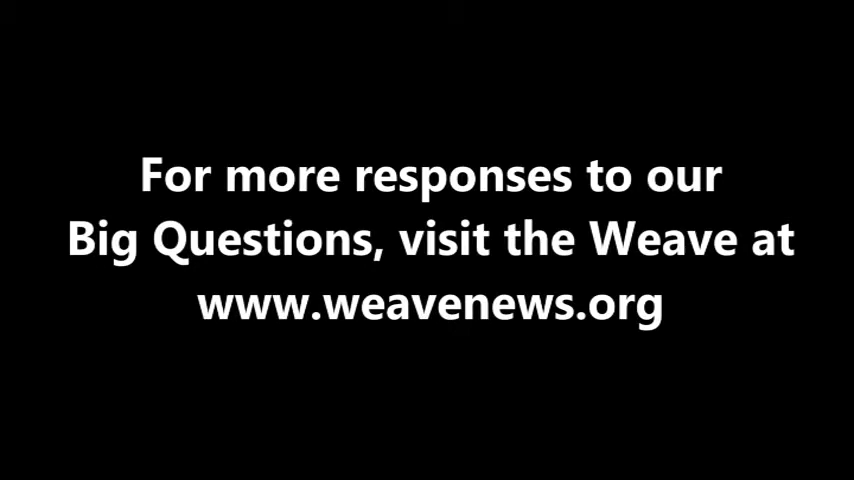 For more responses to our
Big Questions, visit the Weave at
www.weavenews.org